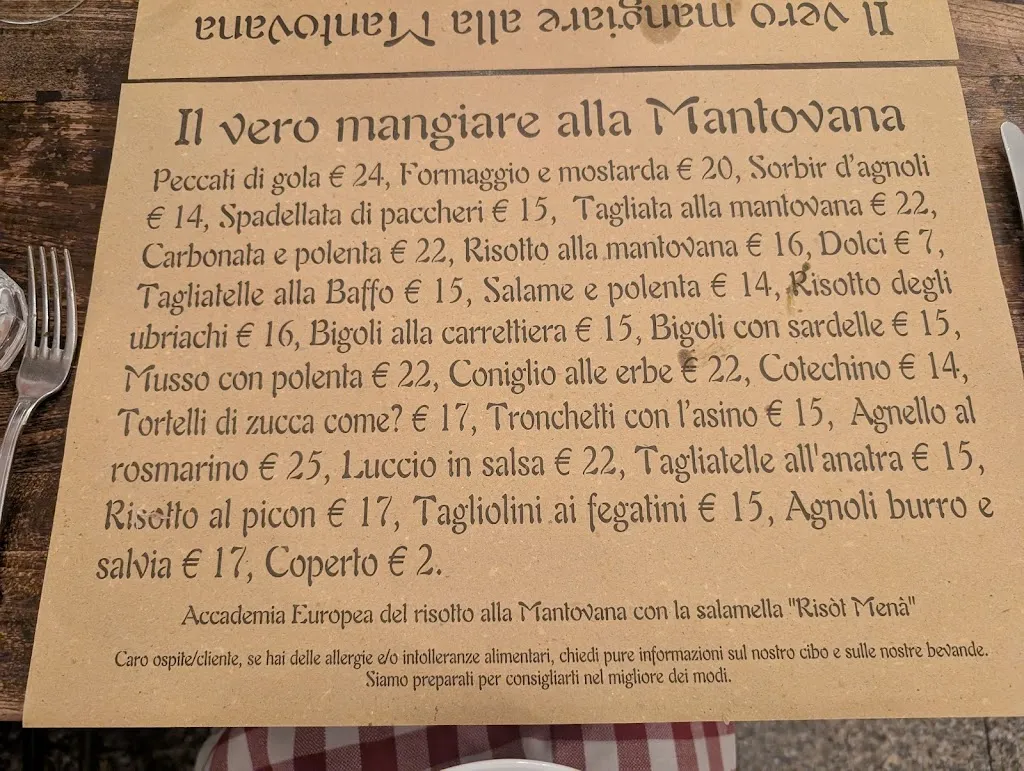 Il vero mangiare alla Mantovana
Il vero mangiare alla Mantovana
Peccati di gola € 24, Formaggio e mostarda € 20, Sorbir d'agnoli
€ 14, Spadellata di paccheri € 15, Tagliata alla mantovana € 22,
Carbonata e polenta € 22, Risotto alla mantovana € 16, Dolci € 7,
Tagliatelle alla Baffo € 15, Salame e polenta € 14, Risotto degli
ubriachi € 16, Bigoli alla carrettiera € 15, Bigoli con sardelle € 15,
Musso con polenta € 22, Coniglio alle erbe € 22, Cotechino € 14,
Tortelli di zucca come? € 17, Tronchetti con l'asino € 15, Agnello al
rosmarino € 25, Luccio in salsa € 22, Tagliatelle all'anatra € 15,
Risotto al picon € 17, Tagliolini ai fegatini € 15, Agnoli burro e
salvia € 17, Coperto € 2.
Accademia Europea del risotto alla Mantovana con la salamella "Risòt Menà"
Caro ospite/cliente, se hai delle allergie e/o intolleranze alimentari, chiedi pure informazioni sul nostro cibo e sulle nostre bevande.
Siamo preparati per consigliarti nel migliore dei modi.